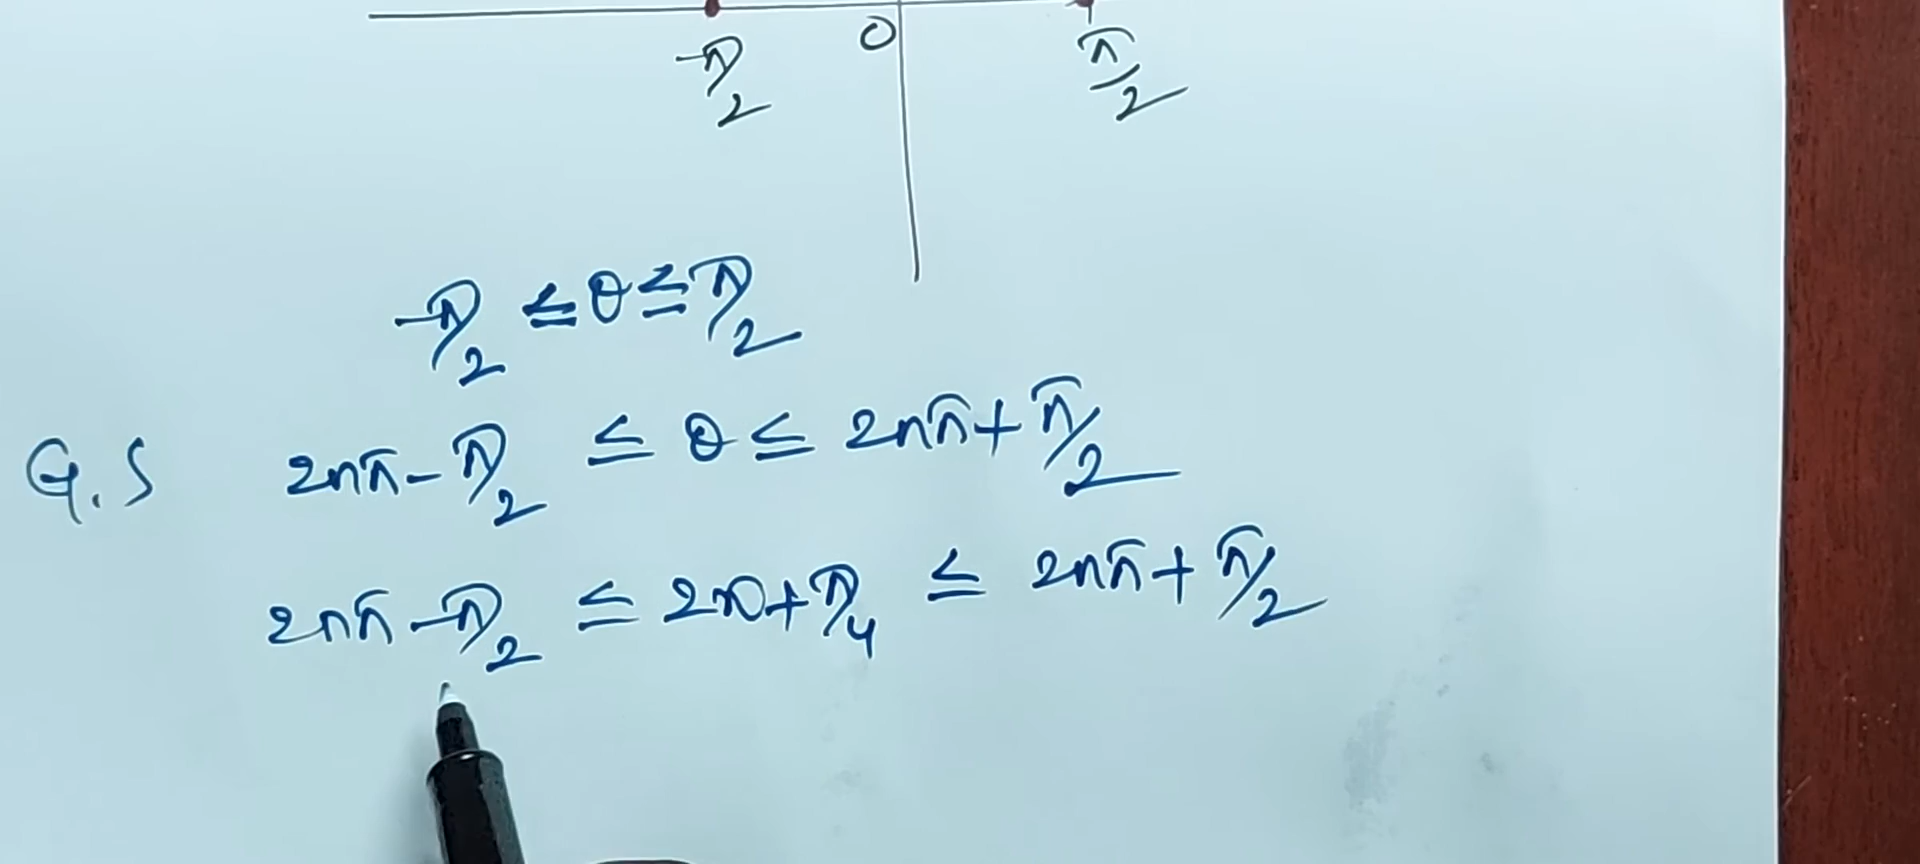 -π/2 0 π/2
-π/2 ≤ θ ≤ π/2
G.S 2nπ - π/2 ≤ θ ≤ 2nπ + π/2
2nπ - π/2 ≤ 2x + π/4 ≤ 2nπ + π/2